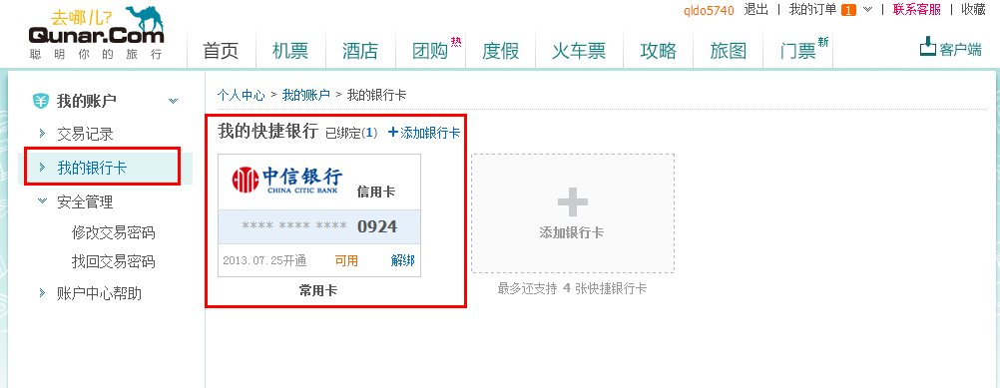 qldo5740 退出 | 我的订单 1 | 联系客服 | 收藏
去哪儿?
Qunar.Com
聪明你的旅行
首页 机票 酒店 团购 热 度假 火车票 攻略 旅图 门票 新 客户端
我的账户
交易记录
我的银行卡
安全管理
修改交易密码
找回交易密码
账户中心帮助
个人中心 > 我的账户 > 我的银行卡
我的快捷银行 已绑定(1) +添加银行卡
中信银行
CHINA CITIC BANK
信用卡
**** **** **** 0924
2013.07.25开通 可用 解绑
常用卡
添加银行卡
最多还支持 4 张快捷银行卡